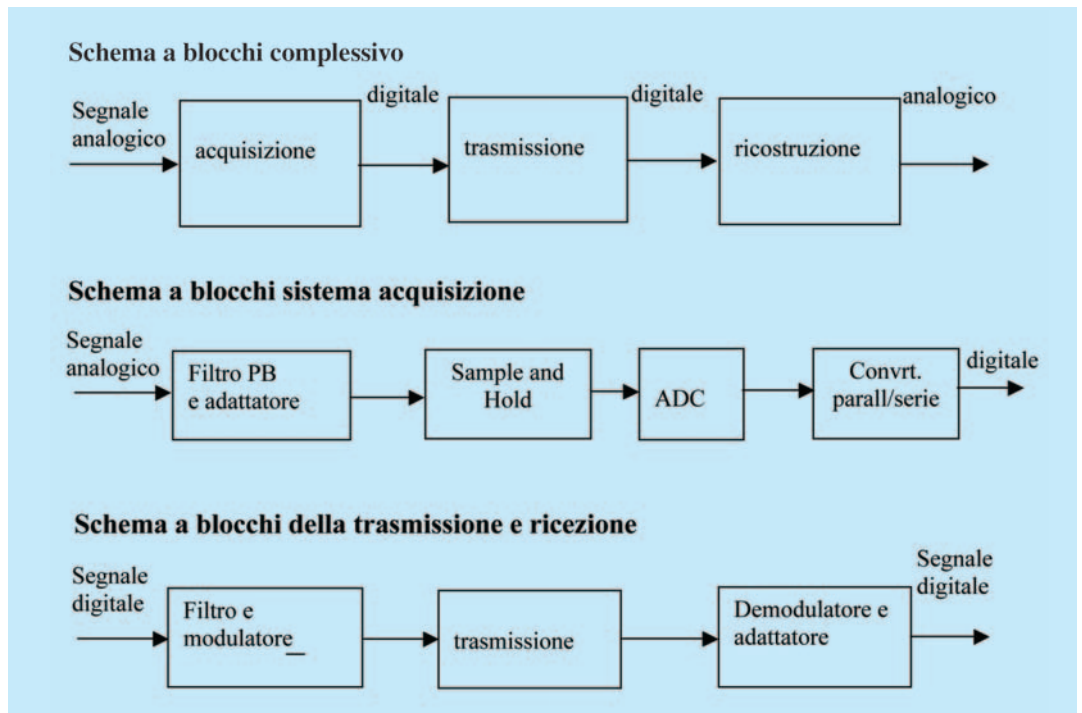 Schema a blocchi complessivo
Segnale
analogico
acquisizione
digitale
trasmissione
digitale
ricostruzione
analogico
Schema a blocchi sistema acquisizione
Segnale
analogico
Filtro PB
e adattatore
Sample and
Hold
ADC
Convrt.
parall/serie
digitale
Schema a blocchi della trasmissione e ricezione
Segnale
digitale
Filtro e
modulatore_
trasmissione
Demodulatore e
adattatore
Segnale
digitale